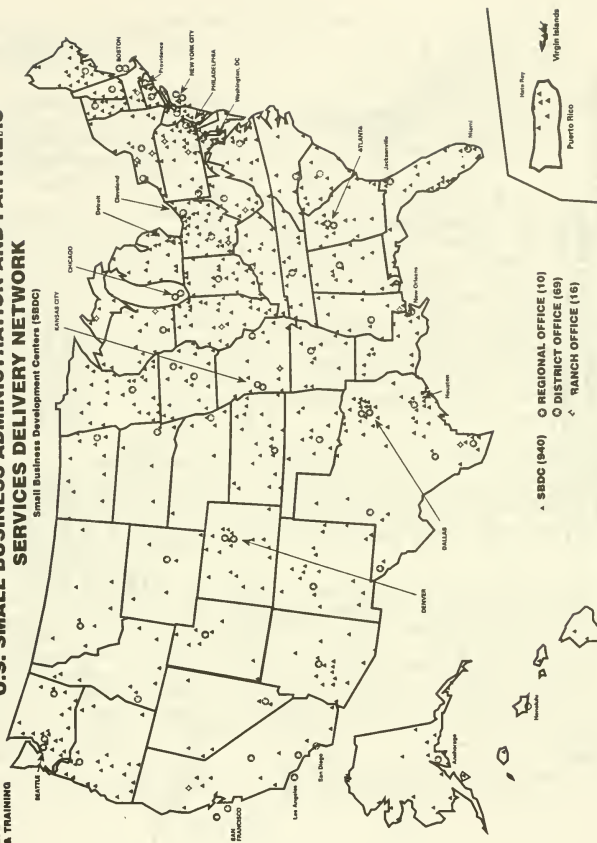 U.S. SMALL BUSINESS ADMINISTRATION AND PARTNERS
SERVICES DELIVERY NETWORK
Small Business Development Centers (SBDC)
TRAINING
SEATTLE
SAN
FRANCISCO
Los Angeles
San Diego
DENVER
DALLAS
KANSAS CITY
CHICAGO
Detroit
Cleveland
BOSTON
Providence
NEW YORK CITY
PHILADELPHIA
Washington, DC
ATLANTA
Jacksonville
Miami
New Orleans
Houston
Anchorage
Honolulu
Hato Rey
Puerto Rico
Virgin Islands
SBDC (940)
REGIONAL OFFICE (10)
DISTRICT OFFICE (69)
RANCH OFFICE (16)